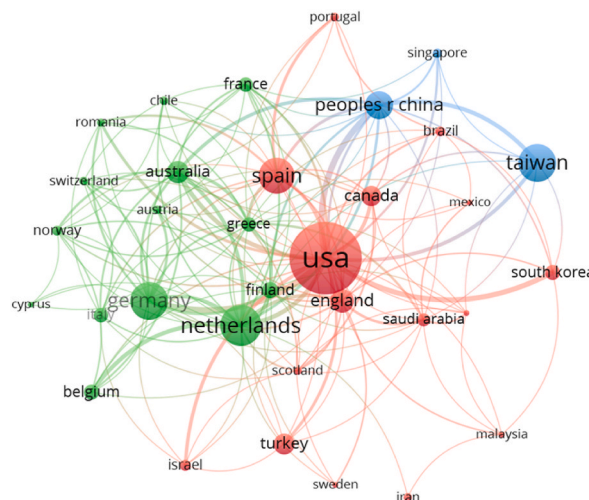 portugal
singapore
france
peoples r china
chile
romania
brazil
australia
spain
taiwan
switzerland
canada
mexico
austria
greece
norway
usa
south korea
finland
germany
england
cyprus
italy
netherlands
saudi arabia
scotland
belgium
turkey
malaysia
israel
sweden
iran